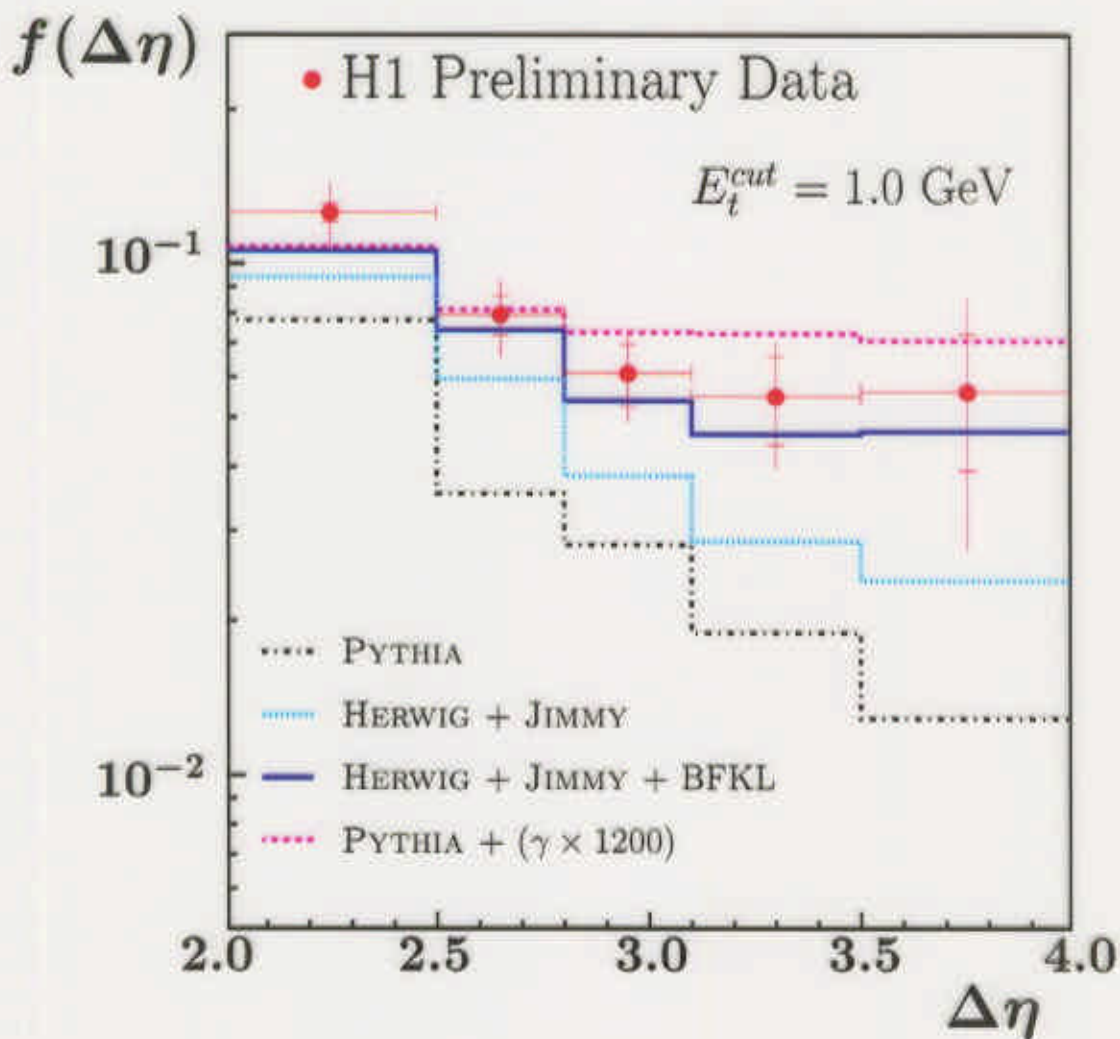 f(Δη)
H1 Preliminary Data
E_t^{cut} = 1.0 GeV
10⁻¹
10⁻²
PYTHIA
HERWIG + JIMMY
HERWIG + JIMMY + BFKL
PYTHIA + (γ × 1200)
2.0 2.5 3.0 3.5 4.0
Δη